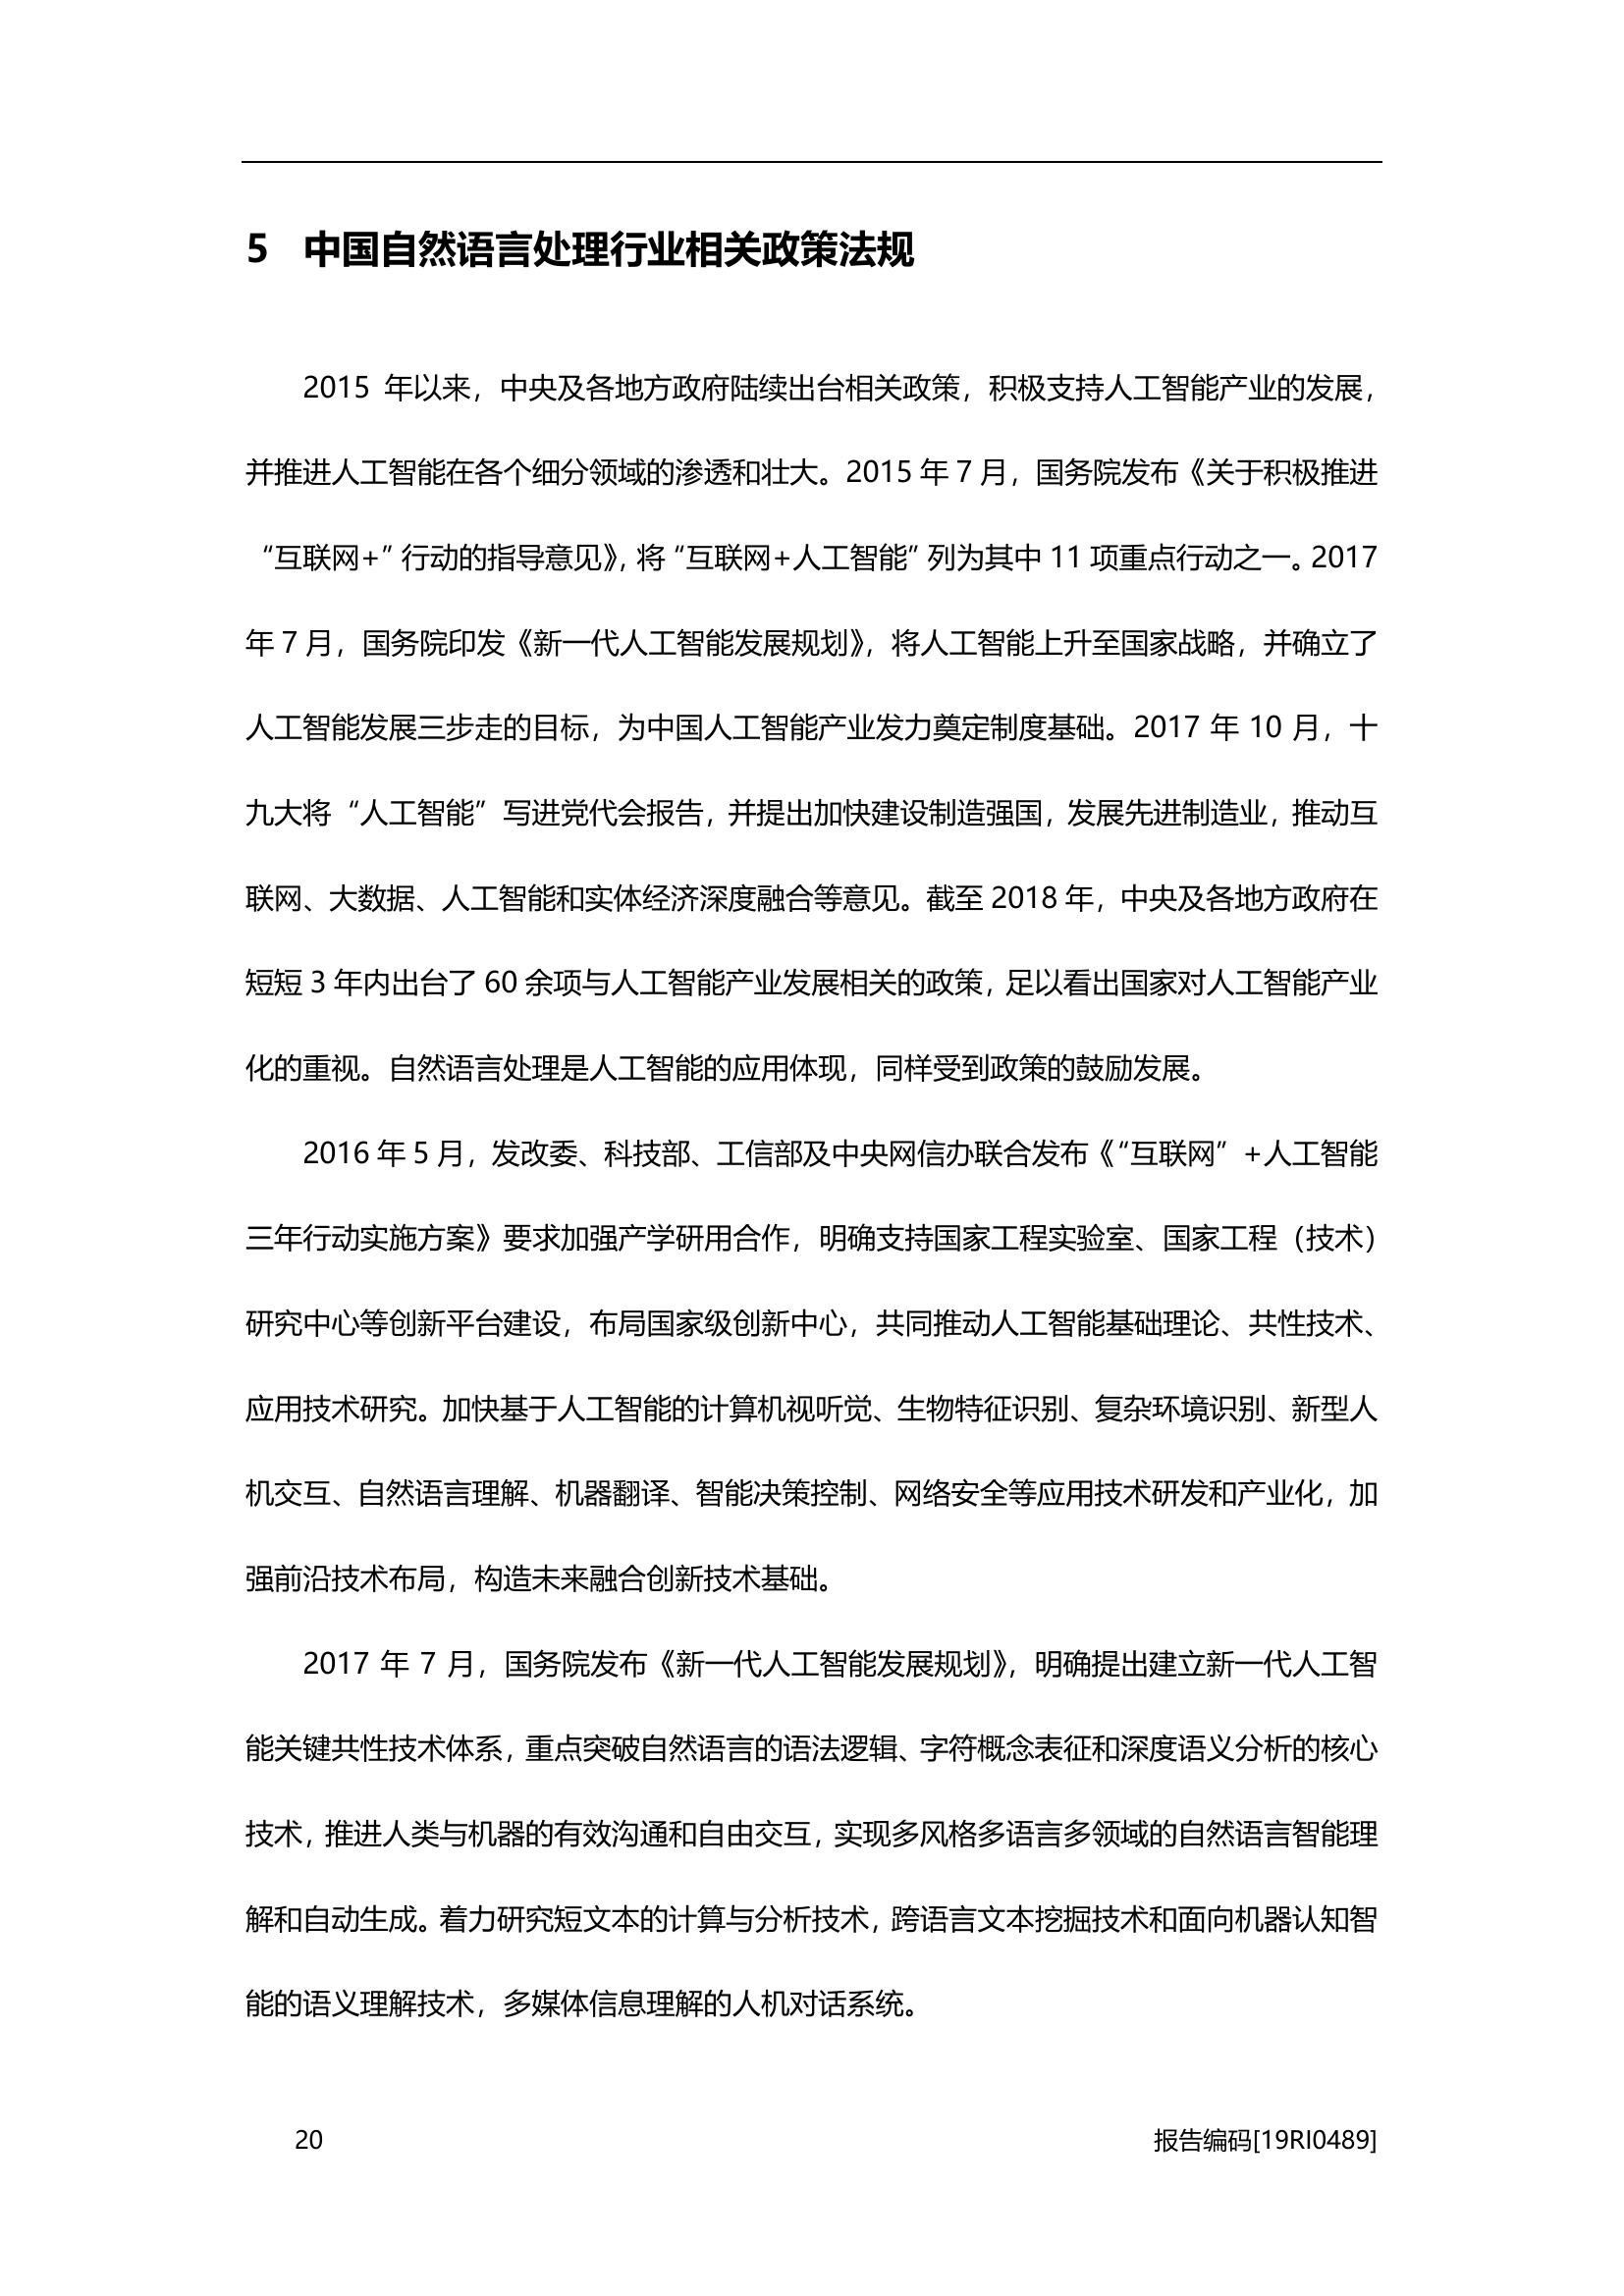 5 中国自然语言处理行业相关政策法规
2015 年以来，中央及各地方政府陆续出台相关政策，积极支持人工智能产业的发展，
并推进人工智能在各个细分领域的渗透和壮大。2015 年 7 月，国务院发布《关于积极推进
“互联网+”行动的指导意见》，将“互联网+人工智能”列为其中 11 项重点行动之一。2017
年 7 月，国务院印发《新一代人工智能发展规划》，将人工智能上升至国家战略，并确立了
人工智能发展三步走的目标，为中国人工智能产业发力奠定制度基础。2017 年 10 月，十
九大将“人工智能”写进党代会报告，并提出加快建设制造强国，发展先进制造业，推动互
联网、大数据、人工智能和实体经济深度融合等意见。截至 2018 年，中央及各地方政府在
短短 3 年内出台了 60 余项与人工智能产业发展相关的政策，足以看出国家对人工智能产业
化的重视。自然语言处理是人工智能的应用体现，同样受到政策的鼓励发展。
2016 年 5 月，发改委、科技部、工信部及中央网信办联合发布《“互联网”+人工智能
三年行动实施方案》要求加强产学研用合作，明确支持国家工程实验室、国家工程（技术）
研究中心等创新平台建设，布局国家级创新中心，共同推动人工智能基础理论、共性技术、
应用技术研究。加快基于人工智能的计算机视听觉、生物特征识别、复杂环境识别、新型人
机交互、自然语言理解、机器翻译、智能决策控制、网络安全等应用技术研发和产业化，加
强前沿技术布局，构造未来融合创新技术基础。
2017 年 7 月，国务院发布《新一代人工智能发展规划》，明确提出建立新一代人工智
能关键共性技术体系，重点突破自然语言的语法逻辑、字符概念表征和深度语义分析的核心
技术，推进人类与机器的有效沟通和自由交互，实现多风格多语言多领域的自然语言智能理
解和自动生成。着力研究短文本的计算与分析技术，跨语言文本挖掘技术和面向机器认知智
能的语义理解技术，多媒体信息理解的人机对话系统。
20 报告编码[19RI0489]